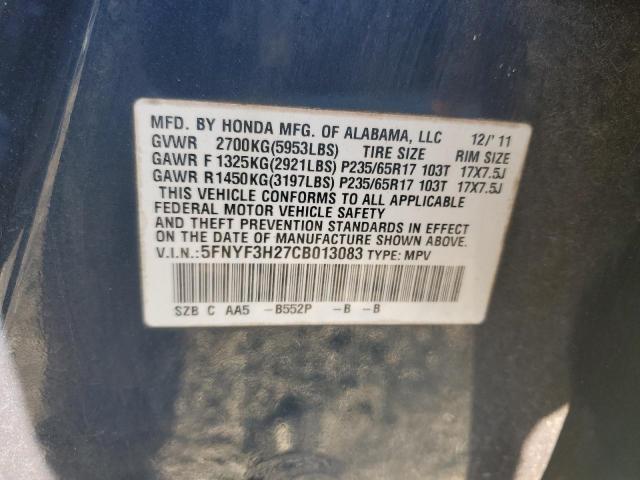 MFD. BY HONDA MFG. OF ALABAMA, LLC 12/'11
GVWR 2700KG(5953LBS) TIRE SIZE RIM SIZE
GAWR F 1325KG(2921LBS) P235/65R17 103T 17X7.5J
GAWR R 1450KG(3197LBS) P235/65R17 103T 17X7.5J
THIS VEHICLE CONFORMS TO ALL APPLICABLE
FEDERAL MOTOR VEHICLE SAFETY
AND THEFT PREVENTION STANDARDS IN EFFECT
ON THE DATE OF MANUFACTURE SHOWN ABOVE.
V.I.N.: 5FNYF3H27CB013083 TYPE: MPV
SZB C AA5 -B552P -B -B